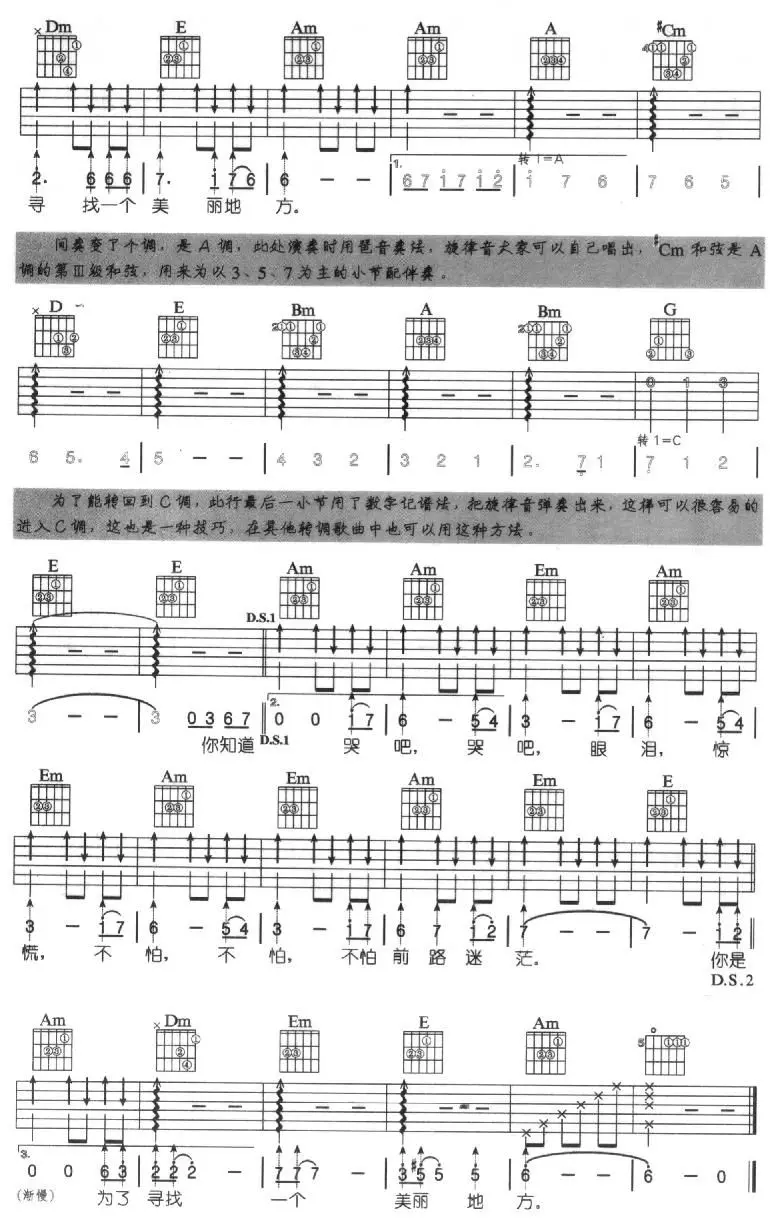 Dm E Am Am A #Cm
1. 转1=A
2. 6 6 6 7. 1 7 6 6 – – 6 7 1 7 1 2 1 7 6 7 6 5
寻 找一个 美 丽地 方。
间奏变了个调，是A调，此处演奏时用琶音奏法，旋律音大家可以自己唱出，#Cm和弦是A
调的第Ⅲ级和弦，用来为以3、5、7为主的小节配伴奏。
D E Bm A Bm G
转1=C
6 5. 4 5 – – 4 3 2 3 2 1 2. 7 1 7 1 2
为了能转回到C调，此行最后一小节用了数字记谱法，把旋律音弹奏出来，这样可以很容易的
进入C调，这也是一种技巧，在其他转调歌曲中也可以用这种方法。
E E Am Am Em Am
D.S.1
2.
3 – – 3 0 3 6 7 0 0 1 7 6 – 5 4 3 – 1 7 6 – 5 4
你知道 D.S.1 哭 吧， 哭 吧， 眼 泪， 惊
Em Am Em Am Em E
3 – 1 7 6 – 5 4 3 – 1 7 6 7 1 2 7 – – 7 – 1 2
慌， 不 怕， 不 怕， 不怕 前 路 迷 茫。 你是
D.S.2
Am Dm Em E Am
3.
0 0 6 3 2 2 2 – 7 7 7 – 3 #5 5 5 6 – – 6 – 0
(渐慢) 为了 寻找 一个 美丽 地 方。